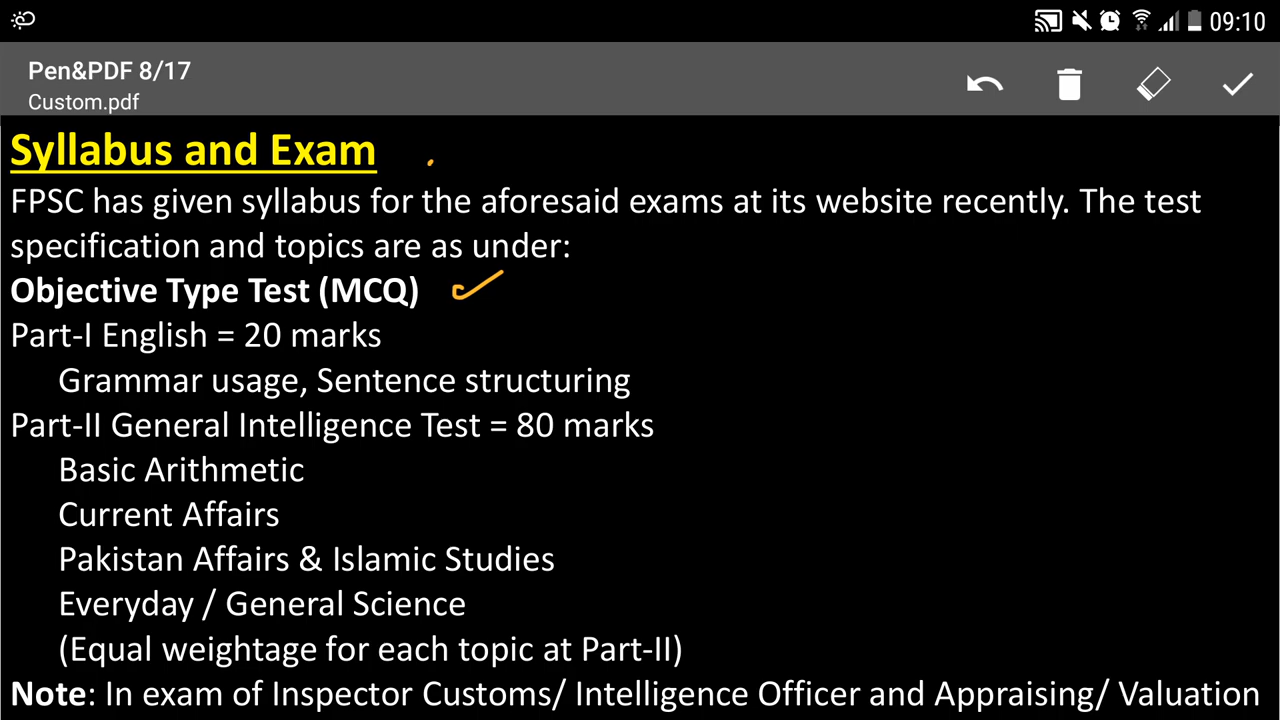 09:10
Pen&PDF 8/17
Custom.pdf
Syllabus and Exam
FPSC has given syllabus for the aforesaid exams at its website recently. The test
specification and topics are as under:
Objective Type Test (MCQ)
Part-I English = 20 marks
Grammar usage, Sentence structuring
Part-II General Intelligence Test = 80 marks
Basic Arithmetic
Current Affairs
Pakistan Affairs & Islamic Studies
Everyday / General Science
(Equal weightage for each topic at Part-II)
Note: In exam of Inspector Customs/ Intelligence Officer and Appraising/ Valuation